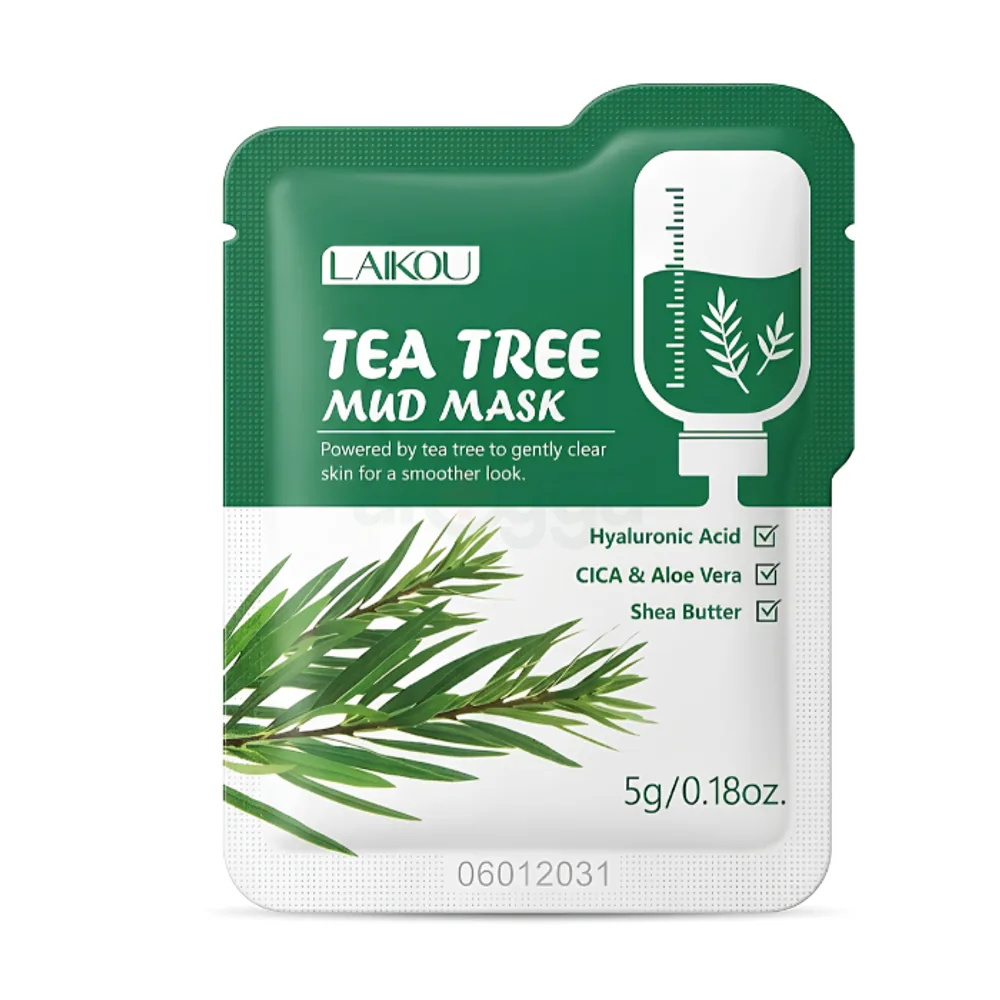 LAIKOU
TEA TREE
MUD MASK
Powered by tea tree to gently clear
skin for a smoother look.
Hyaluronic Acid
CICA & Aloe Vera
Shea Butter
5g/0.18oz.
06012031